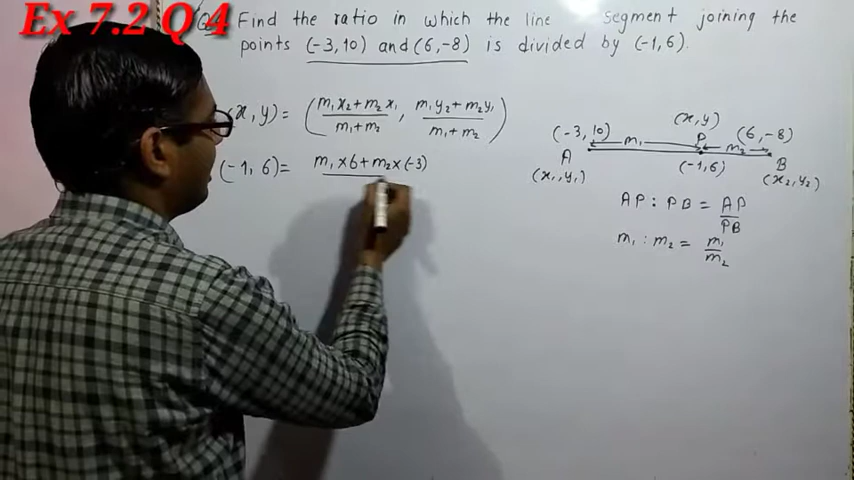 Ex 7.2 Q4
Find the ratio in which the line segment joining the
points (-3,10) and (6,-8) is divided by (-1,6).
(x, y) = ( m₁x₂+m₂x₁ / m₁+m₂ , m₁y₂+m₂y₁ / m₁+m₂ )
(-1, 6) = m₁×6+m₂×(-3)
(x,y)
(-3,10) m₁ P m₂ (6,-8)
A (-1,6) B
(x₁,y₁) (x₂,y₂)
AP : PB = AP / PB
m₁ : m₂ = m₁ / m₂